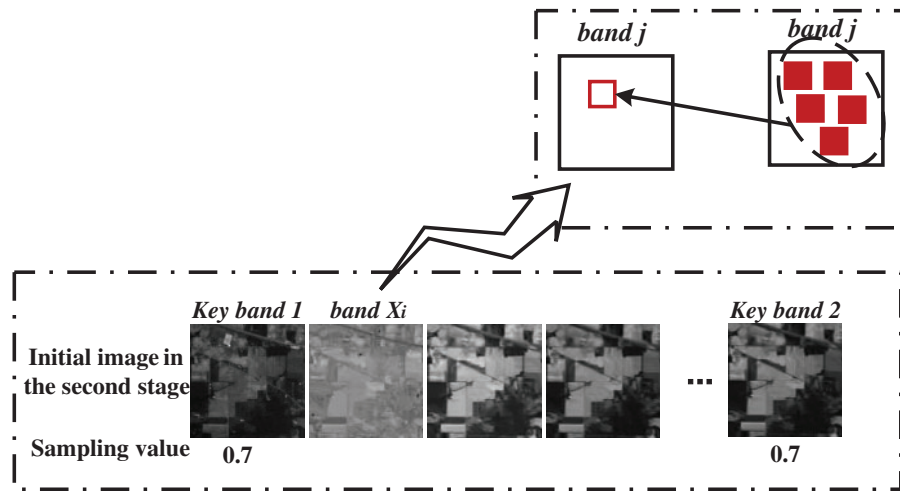 band j
band j
Key band 1
band Xi
Key band 2
Initial image in
the second stage
...
Sampling value
0.7
0.7